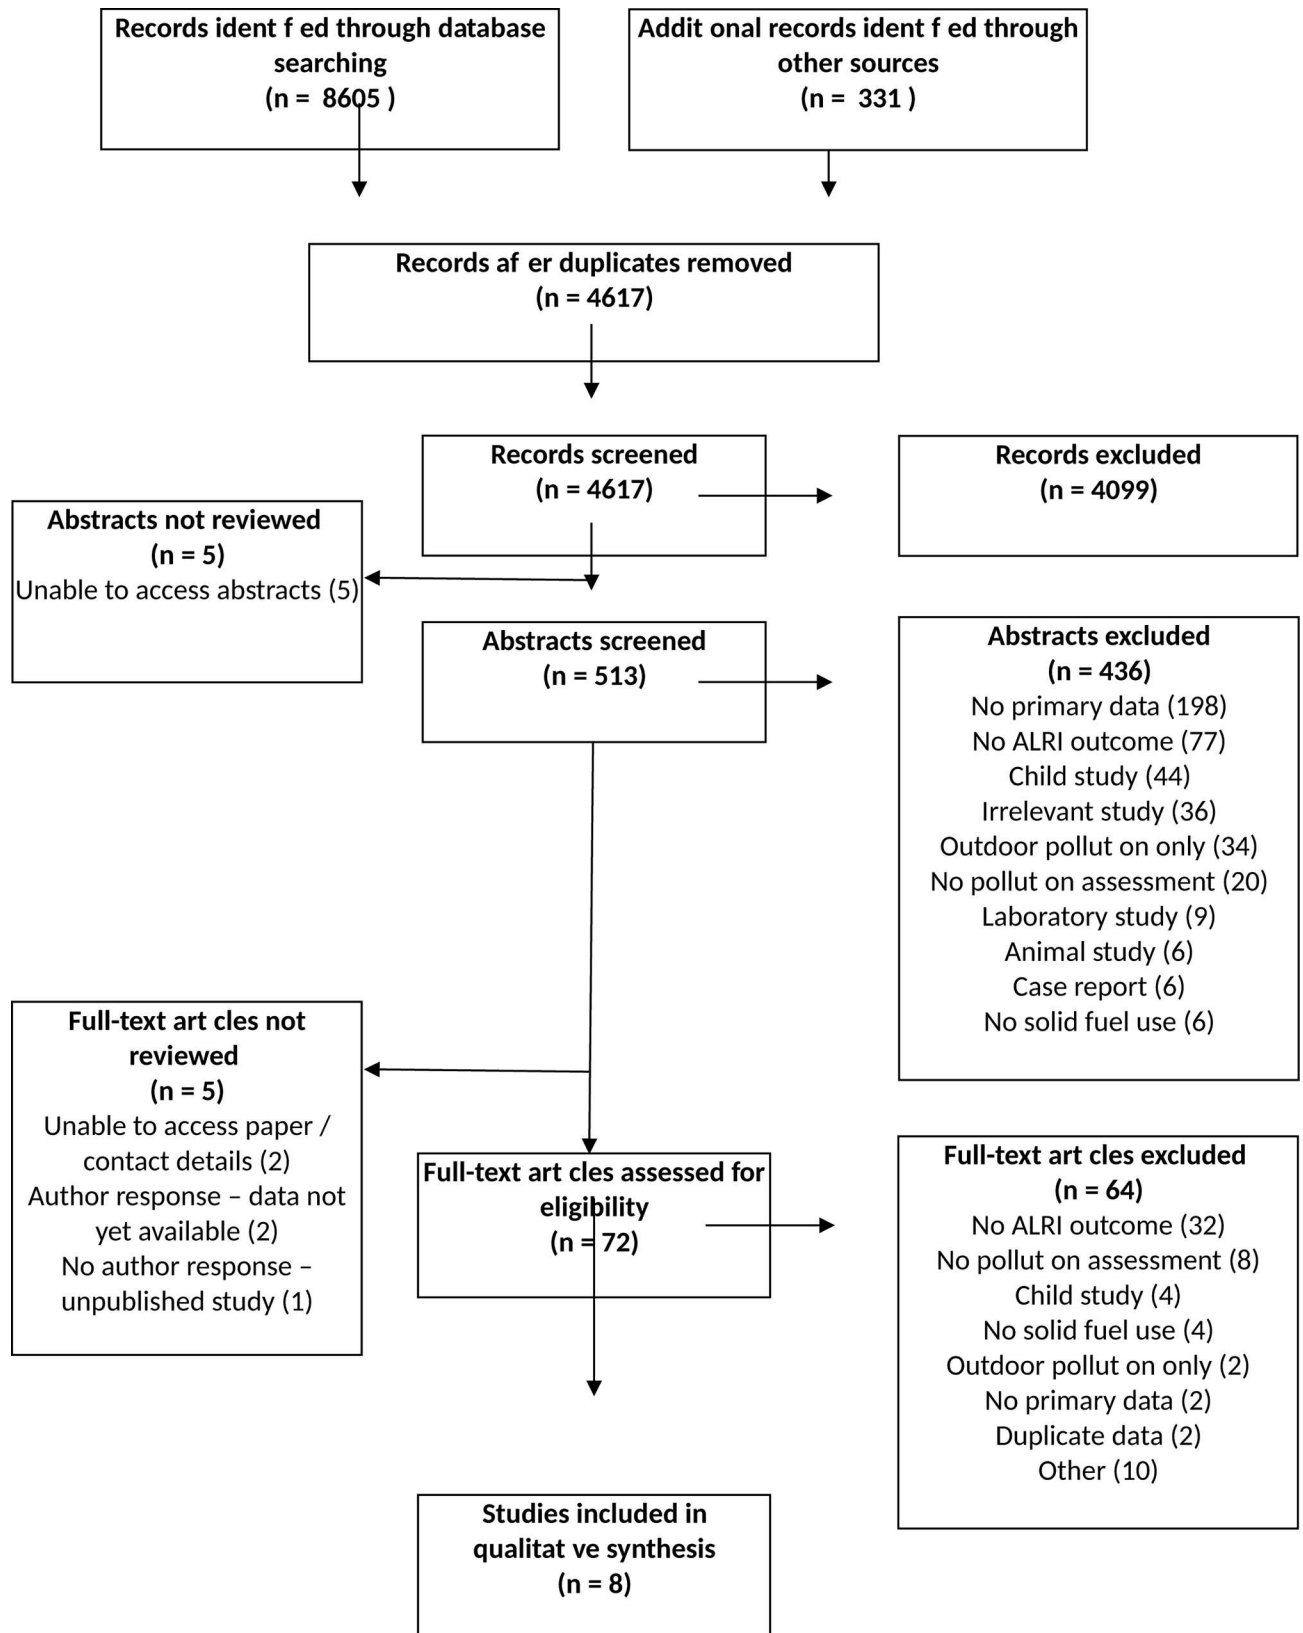 Records ident f ed through database
searching
(n = 8605 )
Addit onal records ident f ed through
other sources
(n = 331 )
Records af er duplicates removed
(n = 4617)
Records screened
(n = 4617)
Records excluded
(n = 4099)
Abstracts not reviewed
(n = 5)
Unable to access abstracts (5)
Abstracts screened
(n = 513)
Abstracts excluded
(n = 436)
No primary data (198)
No ALRI outcome (77)
Child study (44)
Irrelevant study (36)
Outdoor pollut on only (34)
No pollut on assessment (20)
Laboratory study (9)
Animal study (6)
Case report (6)
No solid fuel use (6)
Full-text art cles not
reviewed
(n = 5)
Unable to access paper /
contact details (2)
Author response – data not
yet available (2)
No author response –
unpublished study (1)
Full-text art cles assessed for
eligibility
(n = 72)
Full-text art cles excluded
(n = 64)
No ALRI outcome (32)
No pollut on assessment (8)
Child study (4)
No solid fuel use (4)
Outdoor pollut on only (2)
No primary data (2)
Duplicate data (2)
Other (10)
Studies included in
qualitat ve synthesis
(n = 8)